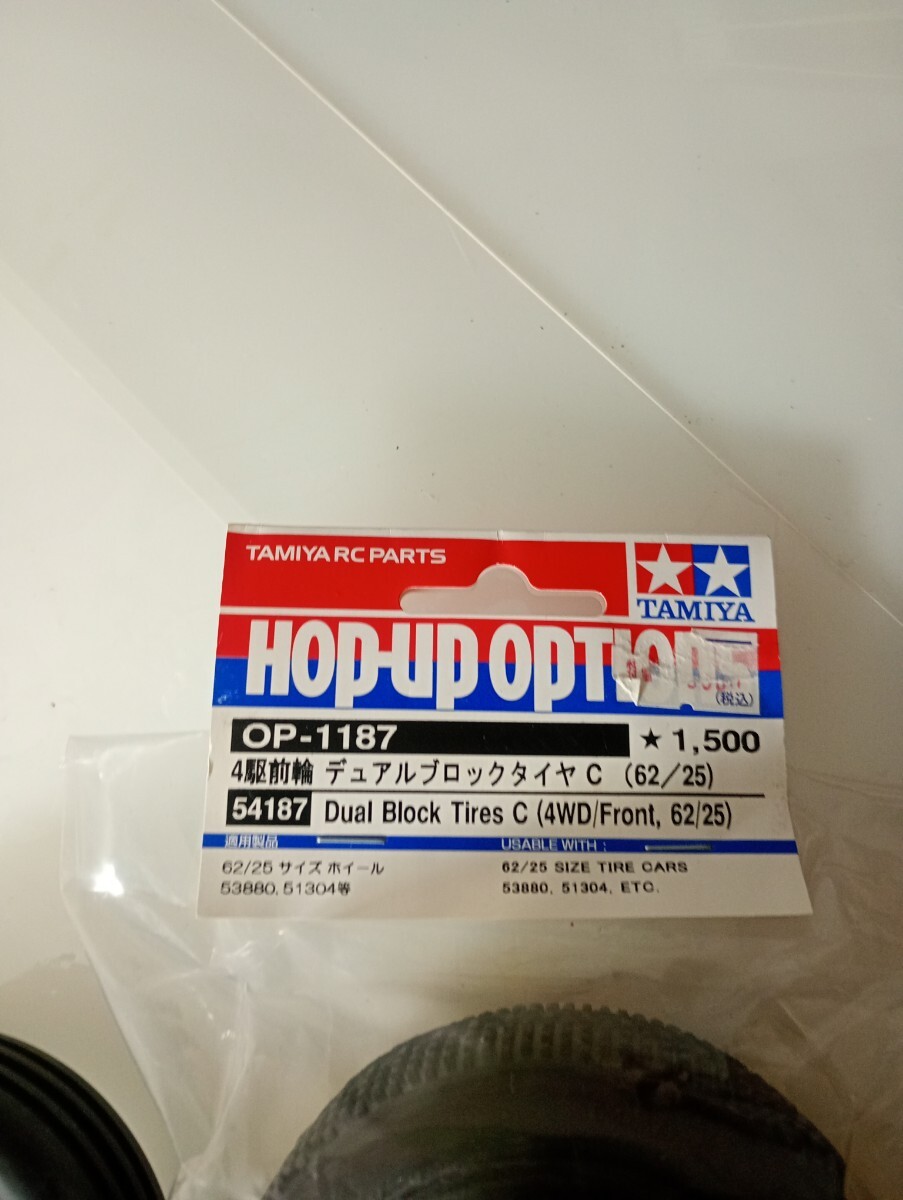 TAMIYA RC PARTS
TAMIYA
HOP-UP
(税込)
OP-1187
★1,500
4駆前輪 デュアルブロックタイヤ C (62/25)
54187 Dual Block Tires C (4WD/Front, 62/25)
適用製品
62/25 サイズ ホイール
53880, 51304等
USABLE WITH :
62/25 SIZE TIRE CARS
53880, 51304, ETC.